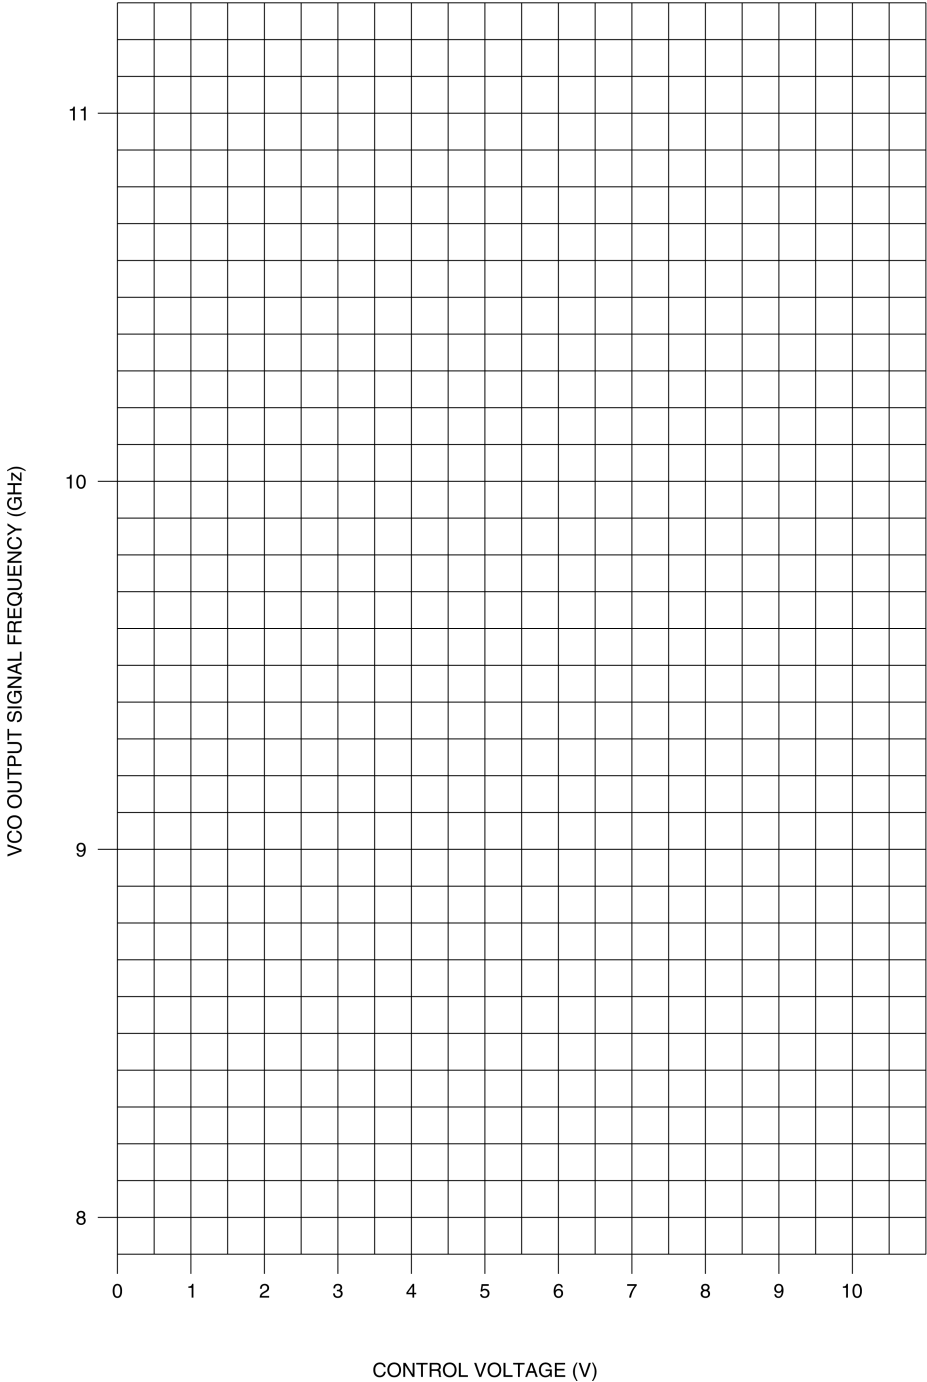 11
10
9
8
VCO OUTPUT SIGNAL FREQUENCY (GHz)
0 1 2 3 4 5 6 7 8 9 10
CONTROL VOLTAGE (V)